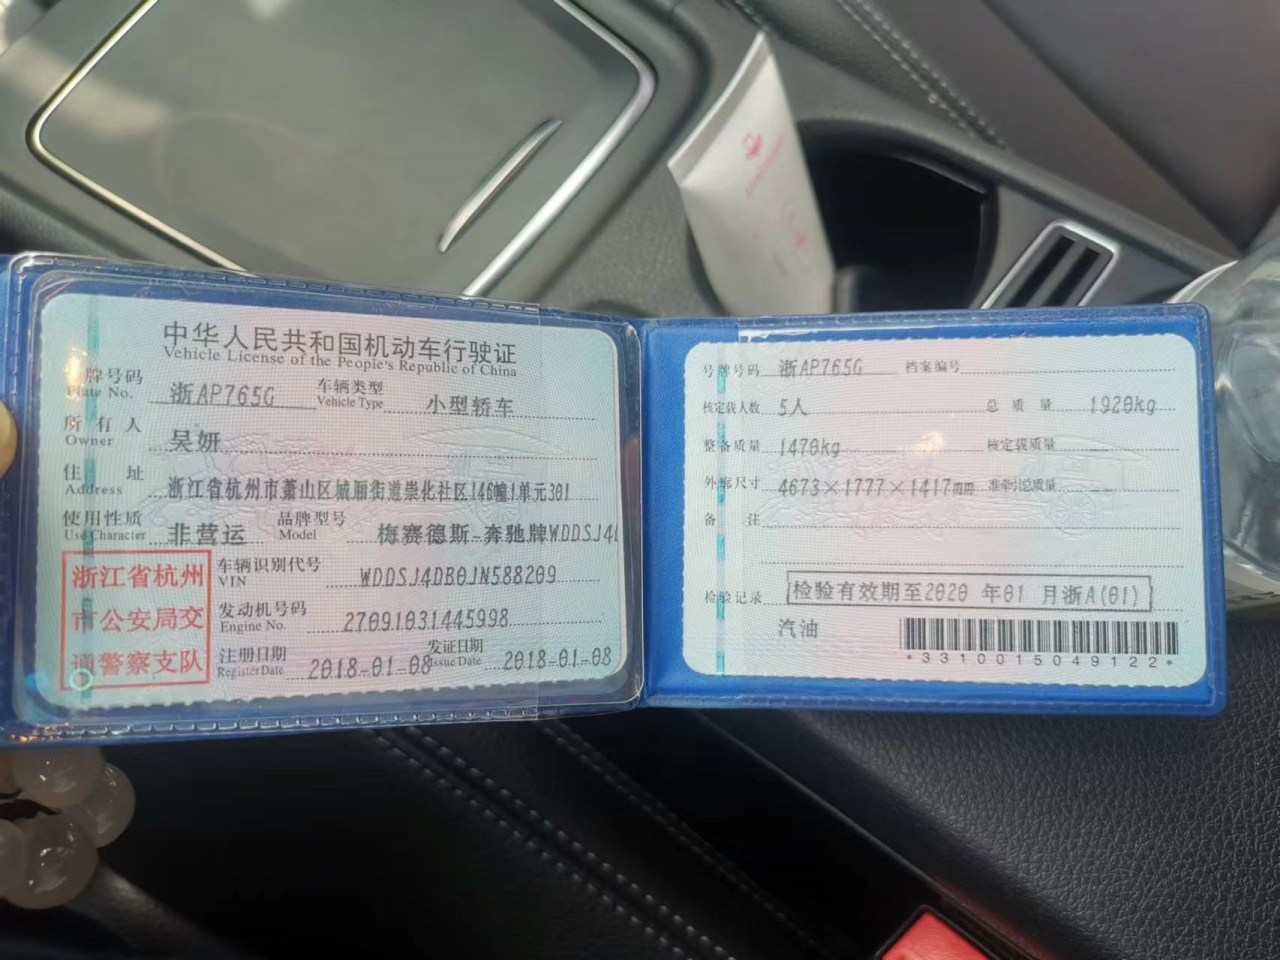 中华人民共和国机动车行驶证
Vehicle License of the People's Republic of China
牌号码 浙AP765G 车辆类型 小型轿车
Plate No. Vehicle Type
所有人 吴妍
Owner
住址 浙江省杭州市萧山区城厢街道崇化社区146幢1单元301
Address
使用性质 非营运 品牌型号 梅赛德斯-奔驰牌WDDSJ4
Use Character Model
浙江省杭州
市公安局交
通警察支队
车辆识别代号 WDDSJ4DB0JN588209
VIN
发动机号码 27091031445998
Engine No.
注册日期 2018-01-08 发证日期 2018-01-08
Register Date Issue Date
号牌号码 浙AP765G 档案编号
核定载人数 5人 总质量 1920kg
整备质量 1470kg 核定载质量
外廓尺寸 4673×1777×1417mm 准牵引总质量
备注
检验记录 检验有效期至2020年01月浙A(01)
汽油
*3310015049122*